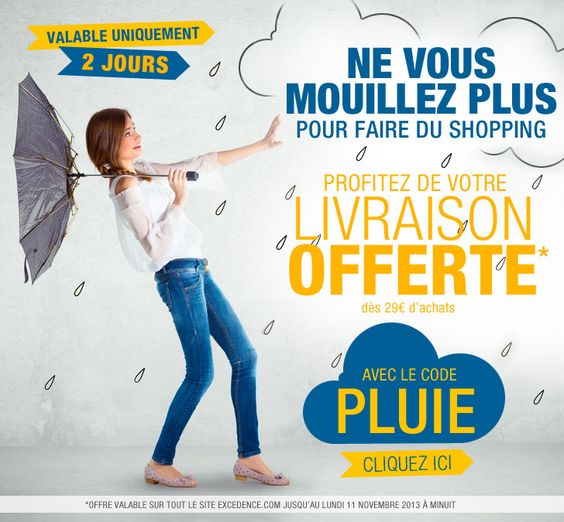 VALABLE UNIQUEMENT
2 JOURS
NE VOUS
MOUILLEZ PLUS
POUR FAIRE DU SHOPPING
PROFITEZ DE VOTRE
LIVRAISON
OFFERTE*
dès 29€ d'achats
AVEC LE CODE
PLUIE
CLIQUEZ ICI
*OFFRE VALABLE SUR TOUT LE SITE EXCEDENCE.COM JUSQU'AU LUNDI 11 NOVEMBRE 2013 À MINUIT